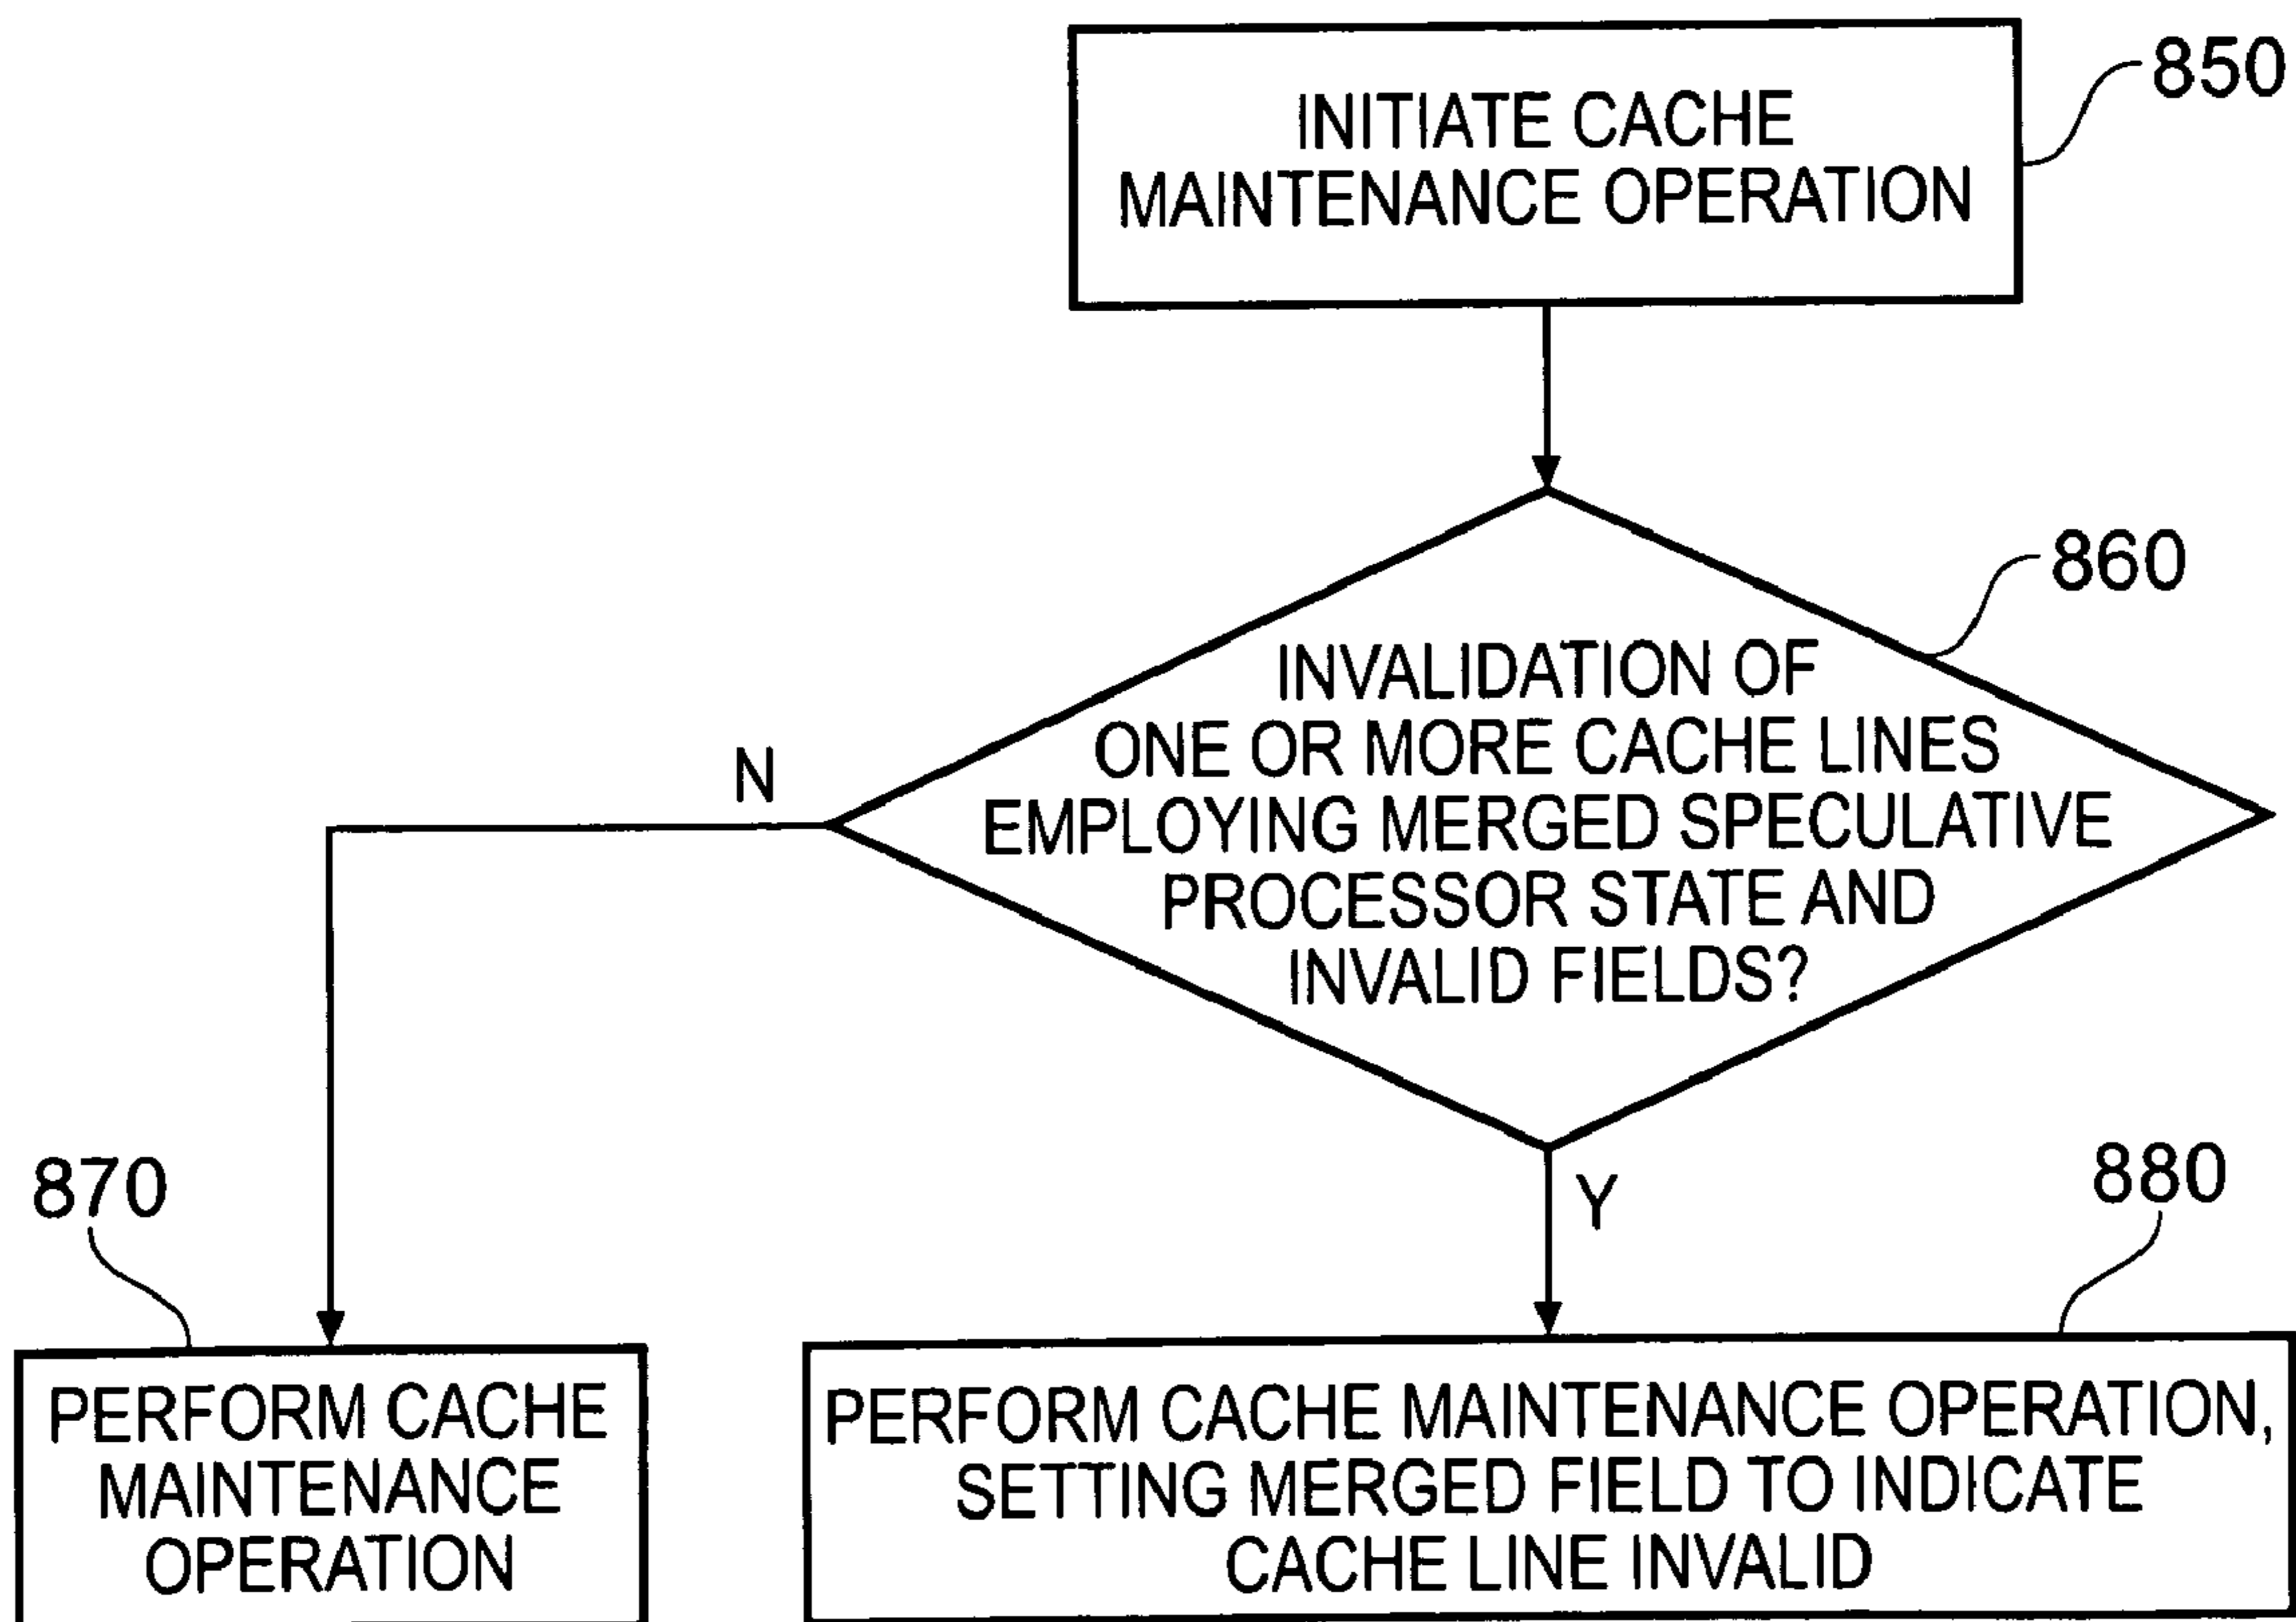 INITIATE CACHE
MAINTENANCE OPERATION
850
860
INVALIDATION OF
ONE OR MORE CACHE LINES
EMPLOYING MERGED SPECULATIVE
PROCESSOR STATE AND
INVALID FIELDS?
N
Y
870
880
PERFORM CACHE
MAINTENANCE
OPERATION
PERFORM CACHE MAINTENANCE OPERATION,
SETTING MERGED FIELD TO INDICATE
CACHE LINE INVALID